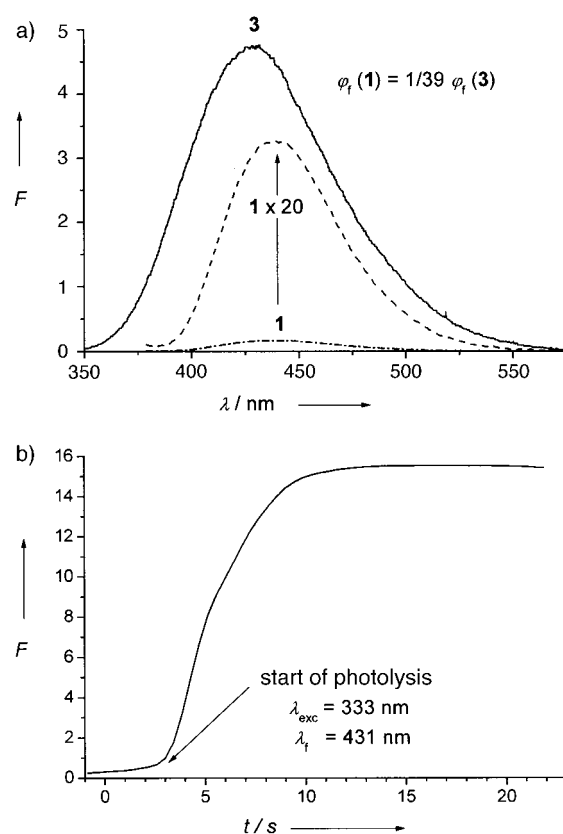 a)
3
5
φf (1) = 1/39 φf (3)
4
3
F
2
1 x 20
1
1
0
350 400 450 500 550
λ / nm
b)
16
14
12
10
8
F
6
start of photolysis
4
λexc = 333 nm
2
λf = 431 nm
0
0 5 10 15 20
t / s